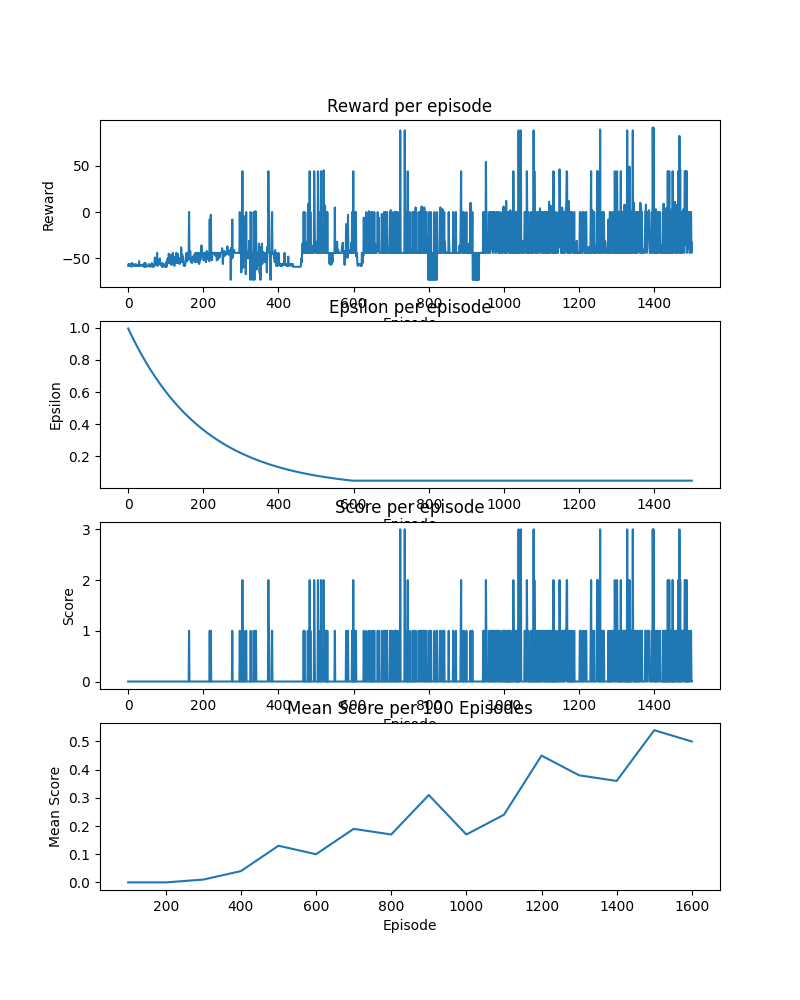 Reward per episode
50
0
−50
Reward
0 200 400 600 800 1000 1200 1400
Episode
Epsilon per episode
1.0
0.8
0.6
0.4
0.2
Epsilon
0 200 400 600 800 1000 1200 1400
Episode
Score per episode
3
2
1
0
Score
0 200 400 600 800 1000 1200 1400
Episode
Mean Score per 100 Episodes
0.5
0.4
0.3
0.2
0.1
0.0
Mean Score
200 400 600 800 1000 1200 1400 1600
Episode